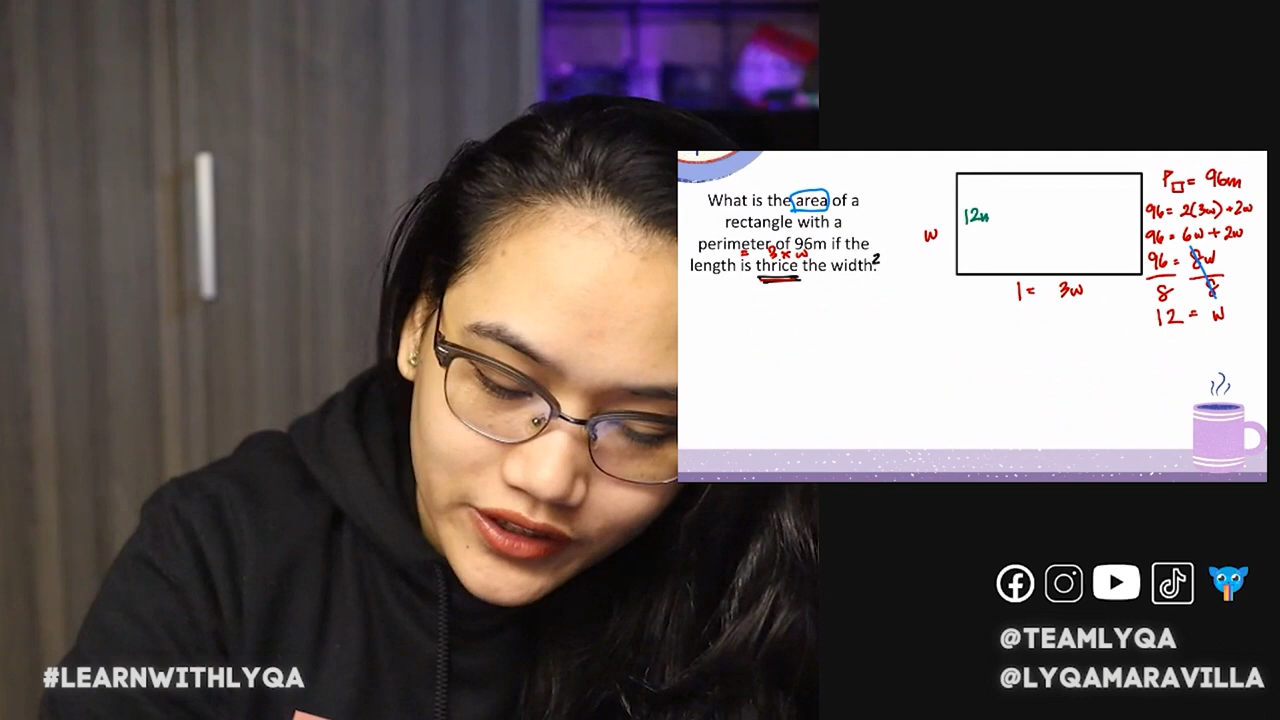 What is the area of a
rectangle with a
perimeter of 96m if the
= 3 x w
length is thrice the width?
12m
w
l = 3w
P□ = 96m
96 = 2(3w) + 2w
96 = 6w + 2w
96 = 8w
8 8
12 = w
#LEARNWITHLYQA
@TEAMLYQA
@LYQAMARAVILLA